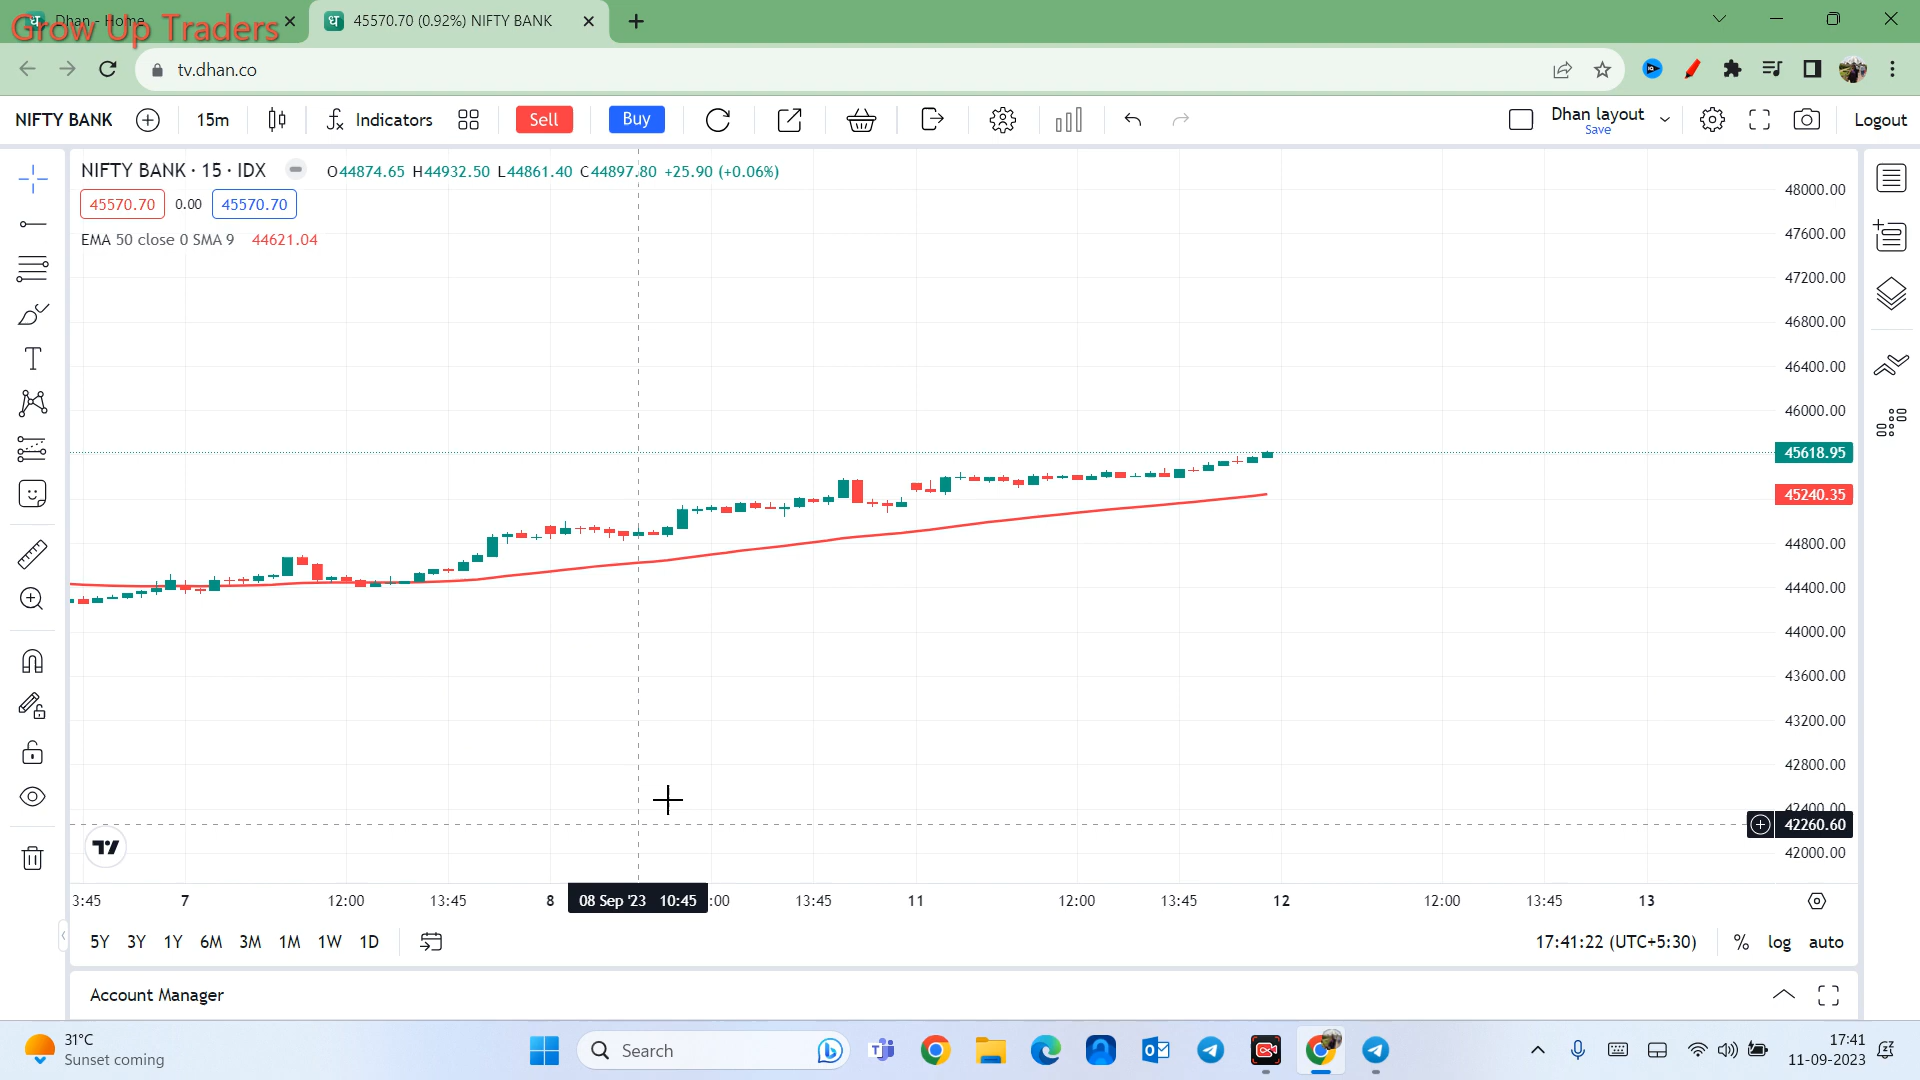 Dhan - Home
Grow Up Traders
45570.70 (0.92%) NIFTY BANK
tv.dhan.co
NIFTY BANK
15m
Indicators
Sell
Buy
Dhan layout
Save
Logout
NIFTY BANK · 15 · IDX
O44874.65 H44932.50 L44861.40 C44897.80 +25.90 (+0.06%)
45570.70
0.00
45570.70
EMA 50 close 0 SMA 9 44621.04
48000.00
47600.00
47200.00
46800.00
46400.00
46000.00
45618.95
45240.35
44800.00
44400.00
44000.00
43600.00
43200.00
42800.00
42400.00
42260.60
42000.00
3:45 7 12:00 13:45 8 08 Sep '23 10:45 :00 13:45 11 12:00 13:45 12 12:00 13:45 13
5Y 3Y 1Y 6M 3M 1M 1W 1D
17:41:22 (UTC+5:30) % log auto
Account Manager
31°C
Sunset coming
Search
17:41
11-09-2023